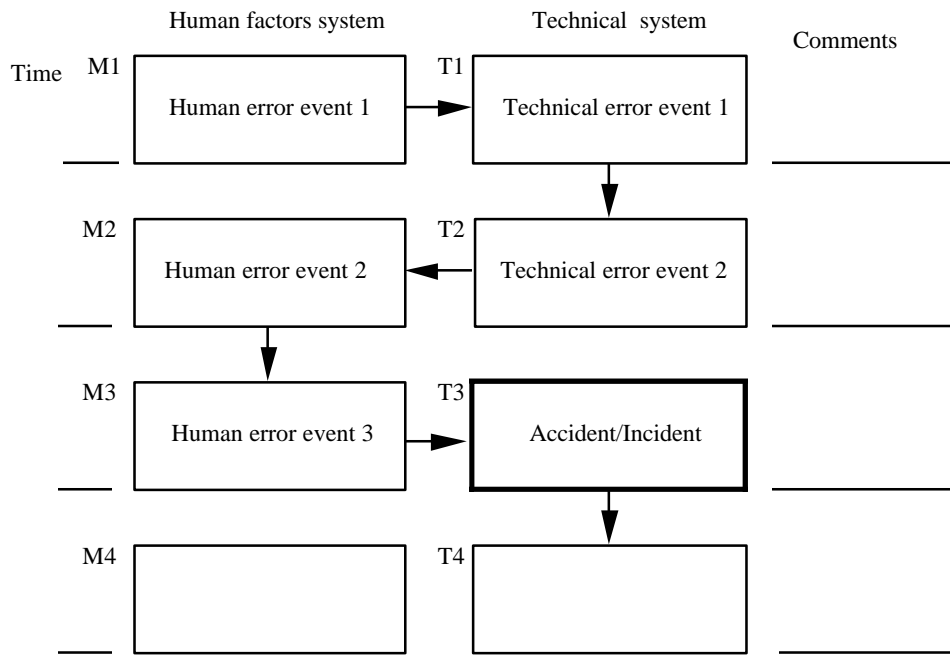 Human factors system
Technical system
Comments
Time
M1
T1
Human error event 1
Technical error event 1
M2
T2
Human error event 2
Technical error event 2
M3
T3
Human error event 3
Accident/Incident
M4
T4